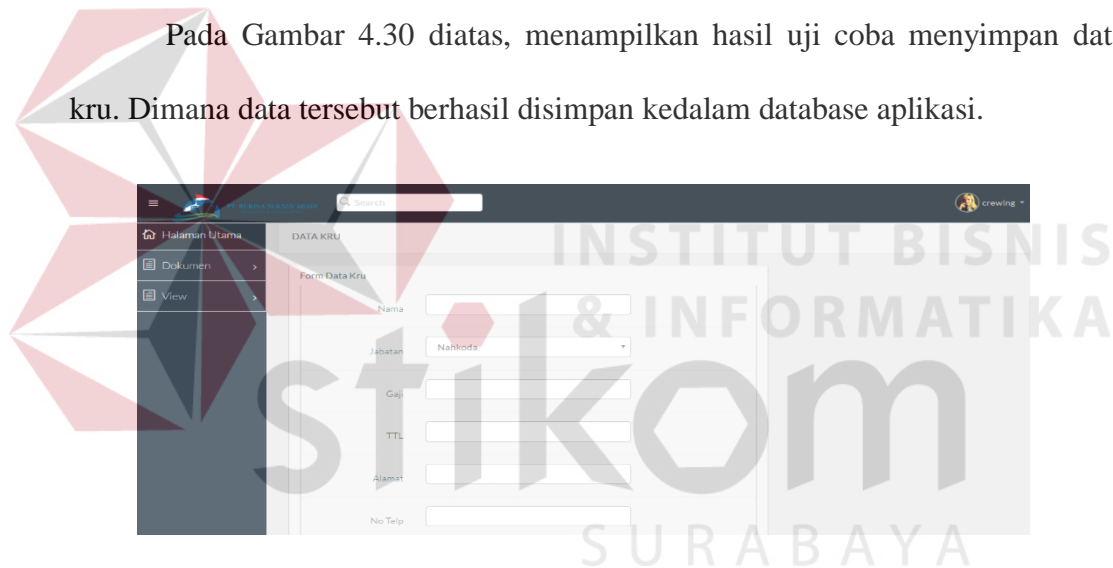 Pada Gambar 4.30 diatas, menampilkan hasil uji coba menyimpan dat
kru. Dimana data tersebut berhasil disimpan kedalam database aplikasi.
Search
crewing
Halaman Utama
DATA KRU
Dokumen
Form Data Kru
View
Nama
Jabatan
Nahkoda
Gaji
TTL
Alamat
No Telp
INSTITUT BISNIS
& INFORMATIKA
stikom
SURABAYA